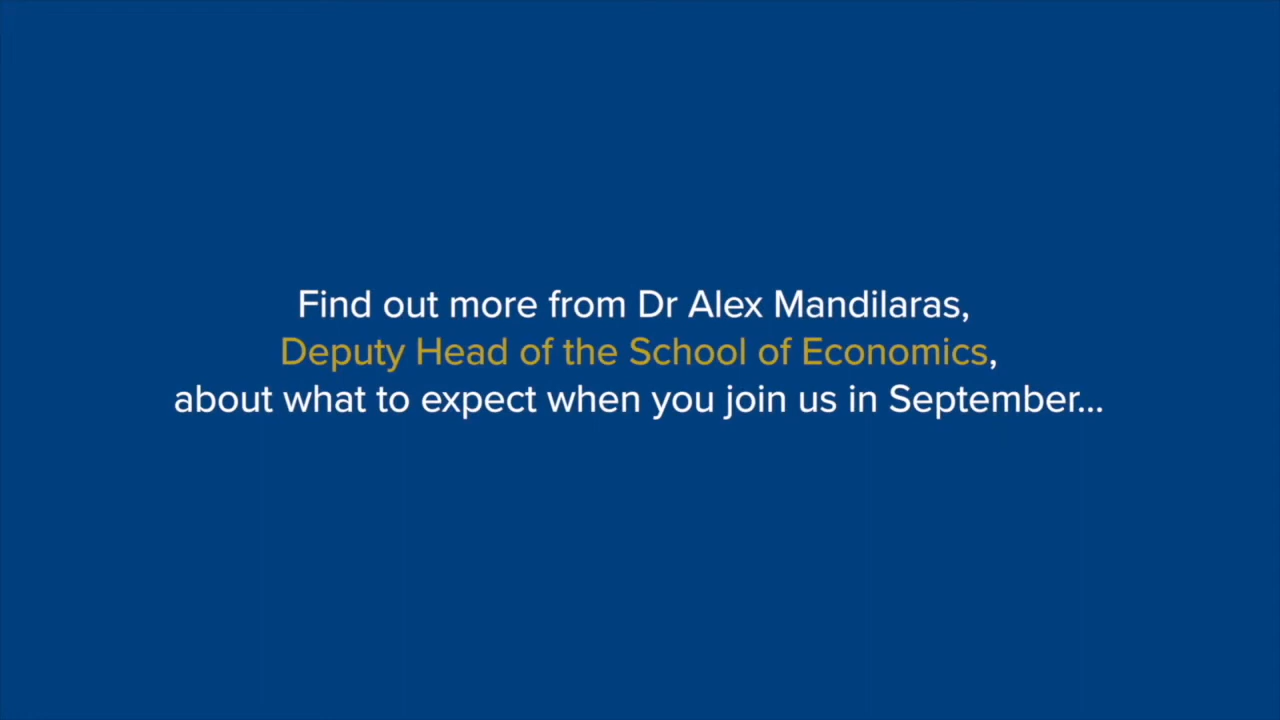 Find out more from Dr Alex Mandilaras,
Deputy Head of the School of Economics,
about what to expect when you join us in September...